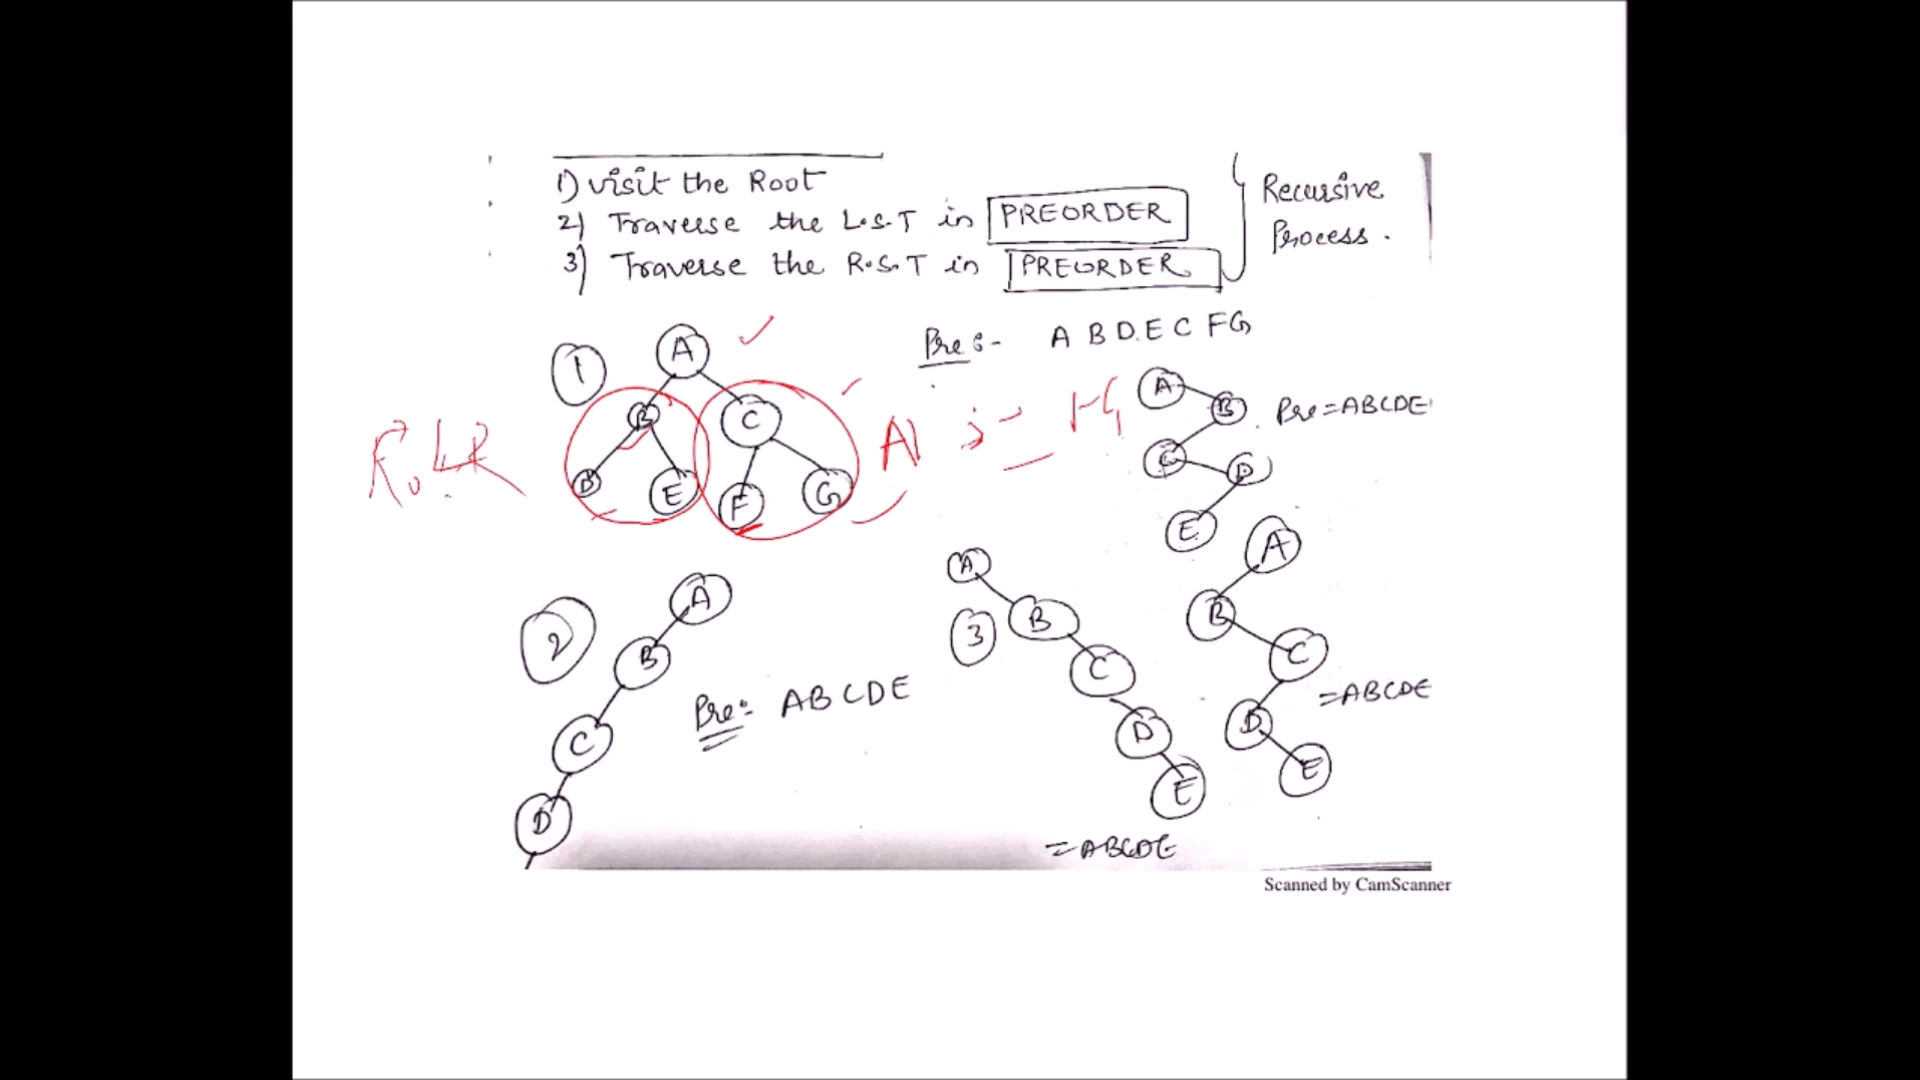 1) visit the Root
2) Traverse the L.S.T in PREORDER
3) Traverse the R.S.T in PREORDER
Recursive
Process.
1
A
B
C
D
E
F
G
Pre :- A B D.E C F G
Ro L R
A
B
C
D
E
Pre = ABCDE
2
A
B
C
D
Pre:- ABCDE
3
A
B
C
D
E
= ABCDE
A
B
C
D
E
= ABCDE
Scanned by CamScanner